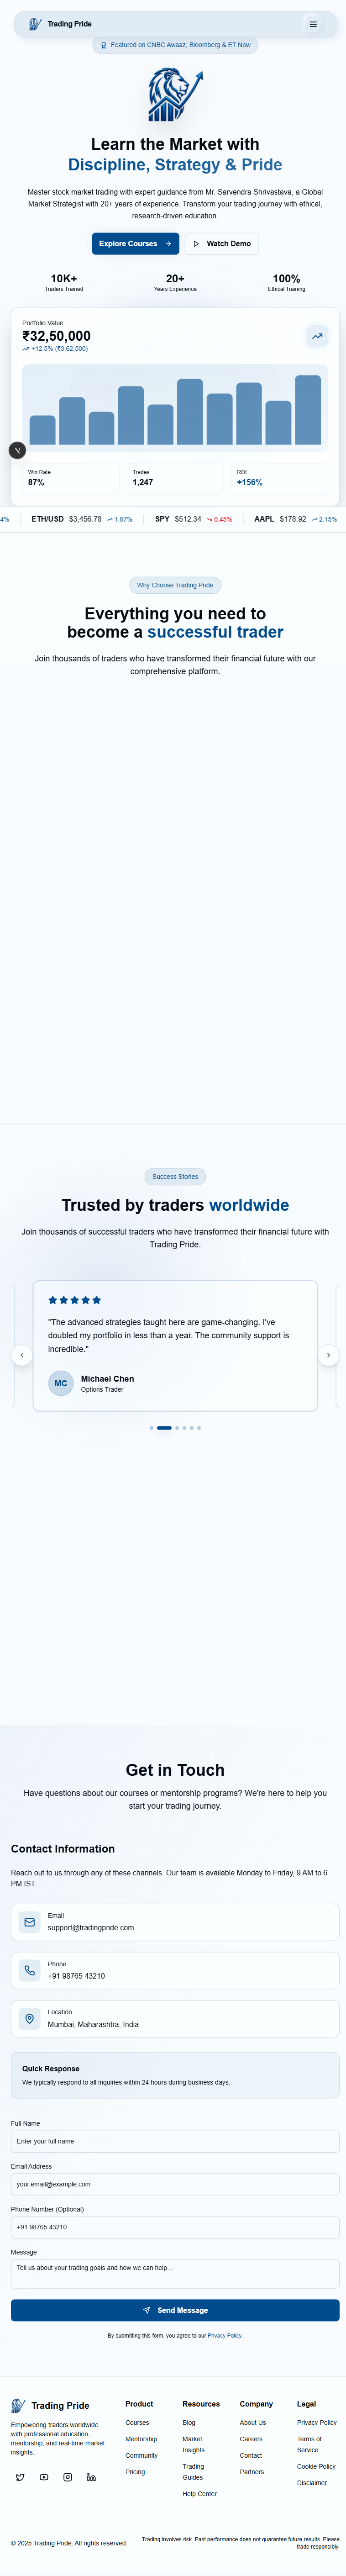 Trading Pride
Featured on CNBC Awaaz, Bloomberg & ET Now
Learn the Market with
Discipline, Strategy & Pride
Master stock market trading with expert guidance from Mr. Sarvendra Shrivastava, a Global
Market Strategist with 20+ years of experience. Transform your trading journey with ethical,
research-driven education.
Explore Courses
Watch Demo
10K+
Traders Trained
20+
Years Experience
100%
Ethical Training
Portfolio Value
₹32,50,000
+12.5% (₹3,62,500)
Win Rate
87%
Trades
1,247
ROI
+156%
4% ETH/USD $3,456.78 1.87% SPY $512.34 0.45% AAPL $178.92 2.15%
Why Choose Trading Pride
Everything you need to
become a successful trader
Join thousands of traders who have transformed their financial future with our
comprehensive platform.
Success Stories
Trusted by traders worldwide
Join thousands of successful traders who have transformed their financial future with
Trading Pride.
"The advanced strategies taught here are game-changing. I've
doubled my portfolio in less than a year. The community support is
incredible."
MC
Michael Chen
Options Trader
Get in Touch
Have questions about our courses or mentorship programs? We're here to help you
start your trading journey.
Contact Information
Reach out to us through any of these channels. Our team is available Monday to Friday, 9 AM to 6
PM IST.
Email
support@tradingpride.com
Phone
+91 98765 43210
Location
Mumbai, Maharashtra, India
Quick Response
We typically respond to all inquiries within 24 hours during business days.
Full Name
Enter your full name
Email Address
your.email@example.com
Phone Number (Optional)
+91 98765 43210
Message
Tell us about your trading goals and how we can help...
Send Message
By submitting this form, you agree to our Privacy Policy.
Trading Pride
Empowering traders worldwide
with professional education,
mentorship, and real-time market
insights.
Product
Courses
Mentorship
Community
Pricing
Resources
Blog
Market
Insights
Trading
Guides
Help Center
Company
About Us
Careers
Contact
Partners
Legal
Privacy Policy
Terms of
Service
Cookie Policy
Disclaimer
© 2025 Trading Pride. All rights reserved.
Trading involves risk. Past performance does not guarantee future results. Please
trade responsibly.